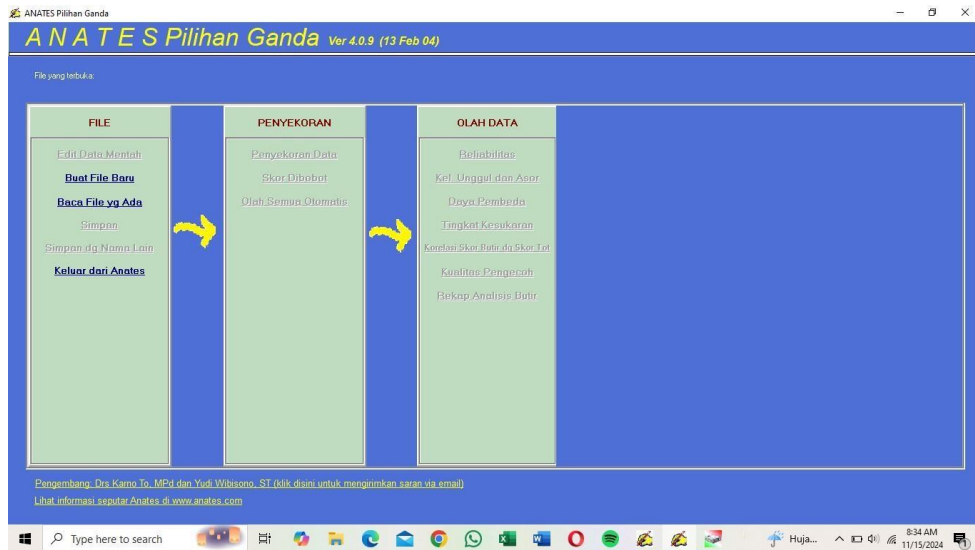 ANATES Pilihan Ganda
A N A T E S Pilihan Ganda Ver 4.0.9 (13 Feb 04)
File yang terbuka:
FILE
Edit Data Mentah
Buat File Baru
Baca File yg Ada
Simpan
Simpan dg Nama Lain
Keluar dari Anates
PENYEKORAN
Penyekoran Data
Skor Dibobot
Olah Semua Otomatis
OLAH DATA
Reliabilitas
Kel. Unggul dan Asor
Daya Pembeda
Tingkat Kesukaran
Korelasi Skor Butir dg Skor Tot
Kualitas Pengecoh
Rekap Analisis Butir
Pengembang: Drs Karno To, MPd dan Yudi Wibisono, ST (klik disini untuk mengirimkan saran via email)
Lihat informasi seputar Anates di www.anates.com
Type here to search
Huja...
8:34 AM
11/15/2024